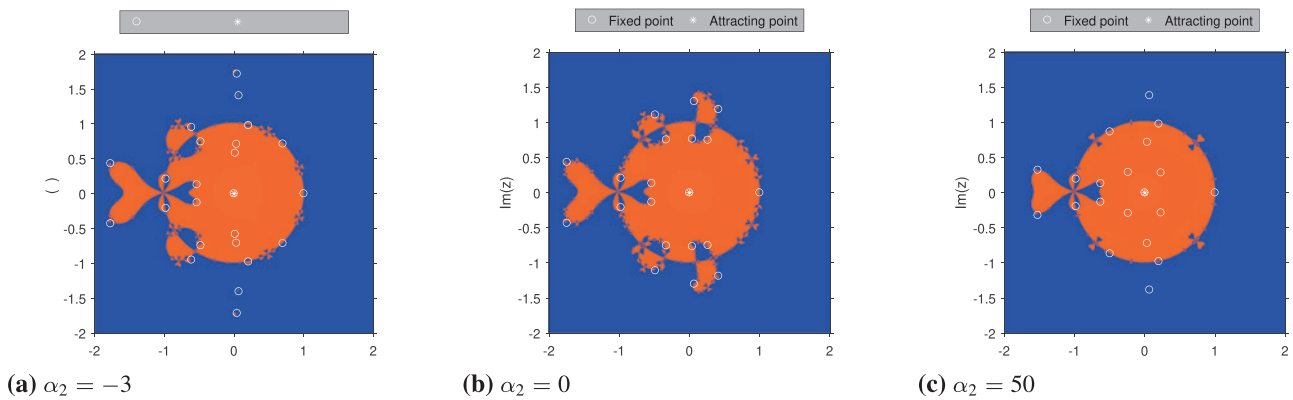 Fixed point Attracting point
Fixed point Attracting point
2 2 2
1.5 1.5 1.5
1 1 1
0.5 0.5 0.5
( ) 0 Im(z) 0 Im(z) 0
-0.5 -0.5 -0.5
-1 -1 -1
-1.5 -1.5 -1.5
-2 -2 -2
-2 -1 0 1 2 -2 -1 0 1 2 -2 -1 0 1 2
(a) α₂ = −3 (b) α₂ = 0 (c) α₂ = 50